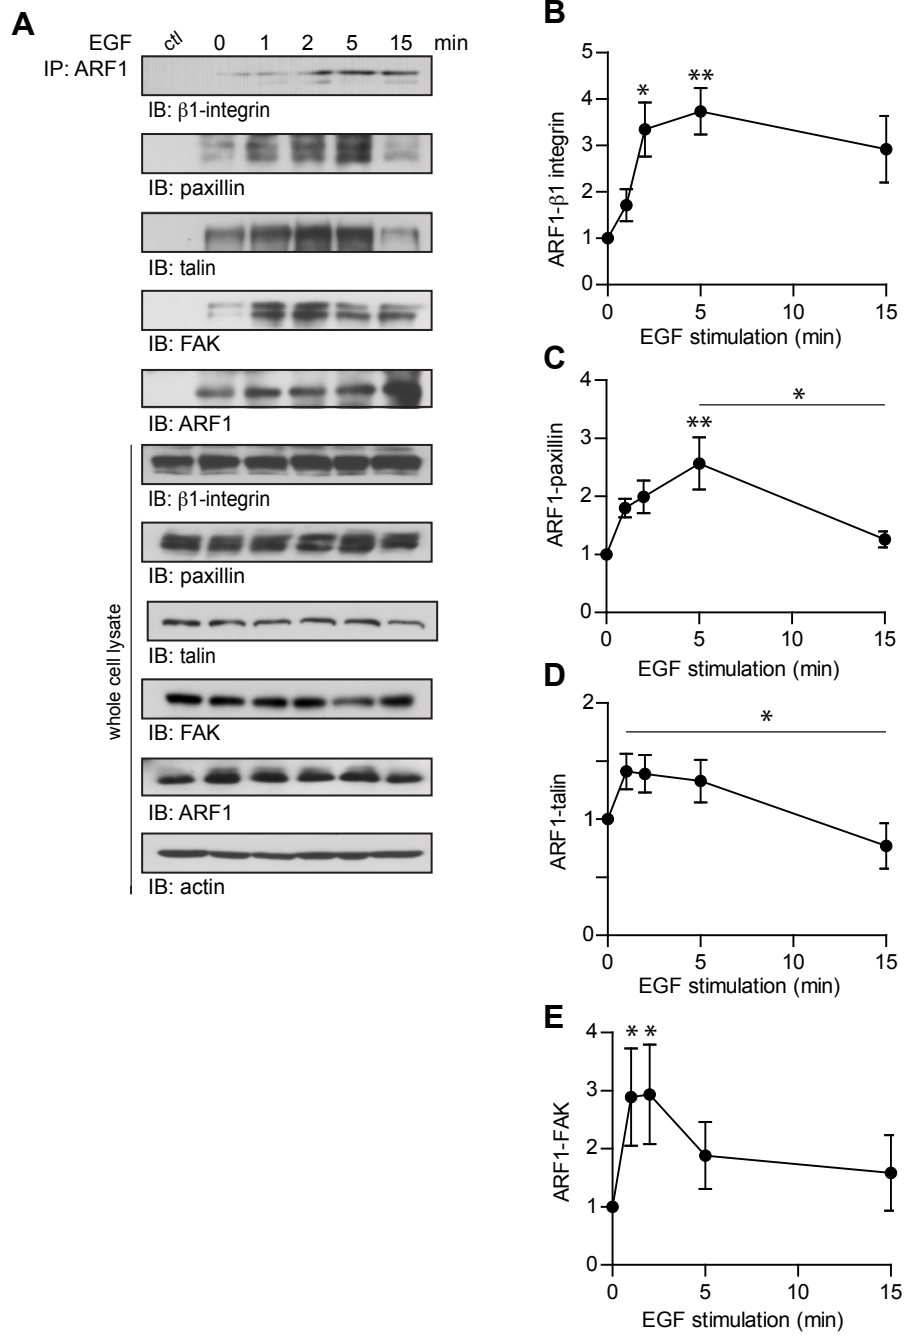 A
EGF ctl 0 1 2 5 15 min
IP: ARF1
IB: β1-integrin
IB: paxillin
IB: talin
IB: FAK
IB: ARF1
whole cell lysate
IB: β1-integrin
IB: paxillin
IB: talin
IB: FAK
IB: ARF1
IB: actin
B
ARF1-β1 integrin
5
4
3
2
1
0
* **
0 5 10 15
EGF stimulation (min)
C
ARF1-paxillin
4
3
2
1
0
** *
0 5 10 15
EGF stimulation (min)
D
ARF1-talin
2
1
0
*
0 5 10 15
EGF stimulation (min)
E
ARF1-FAK
4
3
2
1
0
* *
0 5 10 15
EGF stimulation (min)